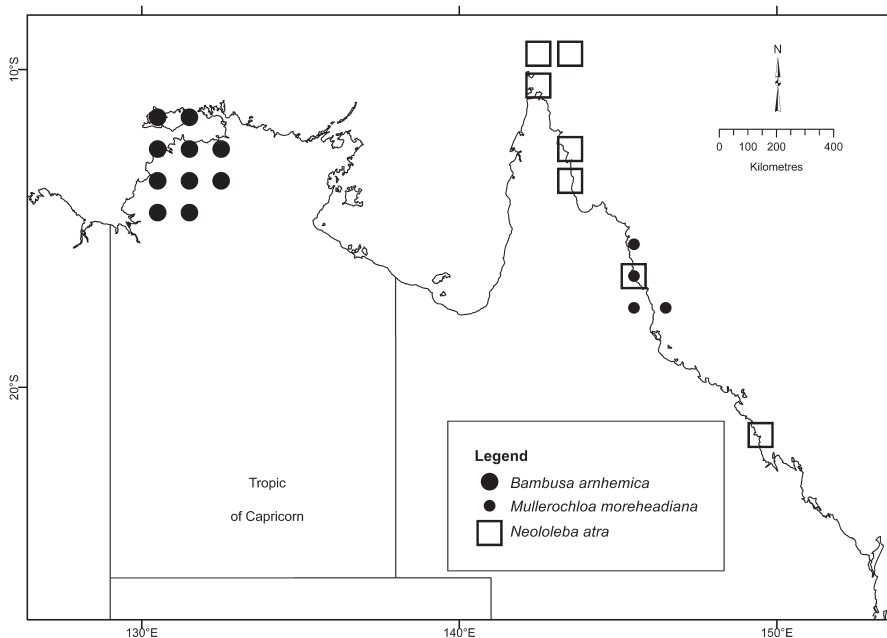 10°S
20°S
N
0 100 200 400
Kilometres
Tropic
of Capricorn
Legend
Bambusa arnhemica
Mullerochloa moreheadiana
Neololeba atra
130°E
140°E
150°E